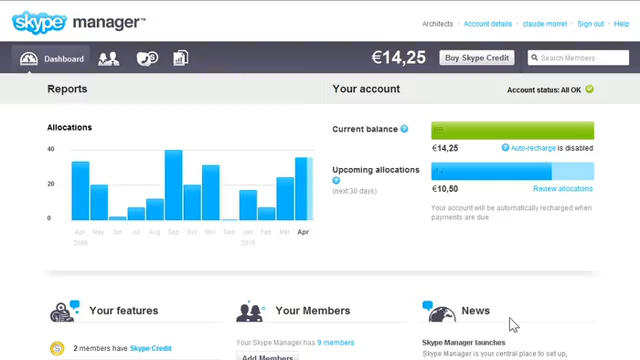 skype manager™
Architects · Account details · claude morrel · Sign out · Help
Dashboard
€14,25
Buy Skype Credit
Search Members
Reports
Your account
Account status: All OK
Allocations
40
20
0
Apr May Jun Jul Aug Sep Oct Nov Dec Jan Feb Mar Apr
2009 2010
Current balance
€14,25
Auto-recharge is disabled
Upcoming allocations
(next 30 days)
€10,50
Review allocations
Your account will be automatically recharged when
payments are due.
Your features
2 members have Skype Credit
Your Members
Your Skype Manager has 9 members
Add Members
News
Skype Manager launches
Skype Manager is your central place to set up,